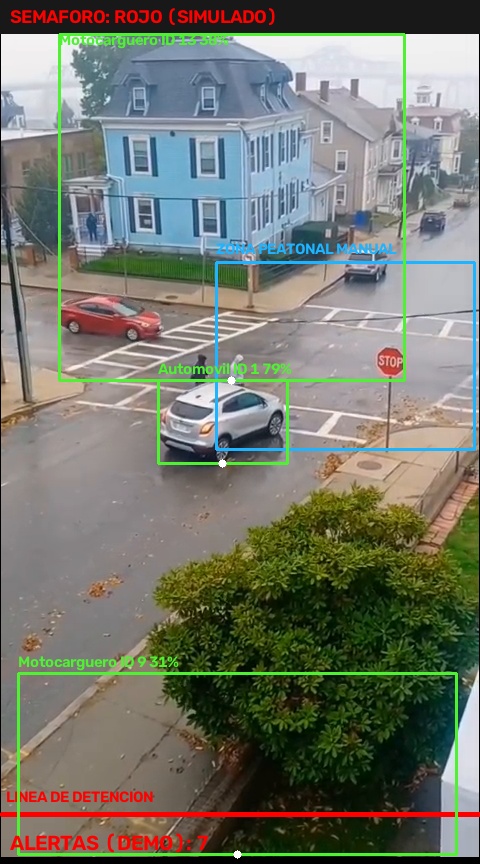 SEMAFORO: ROJO (SIMULADO)
Motocarguero ID 13 38%
ZONA PEATONAL MANUAL
STOP
Automovil ID 1 79%
Motocarguero ID 9 31%
LINEA DE DETENCION
ALERTAS (DEMO): 7